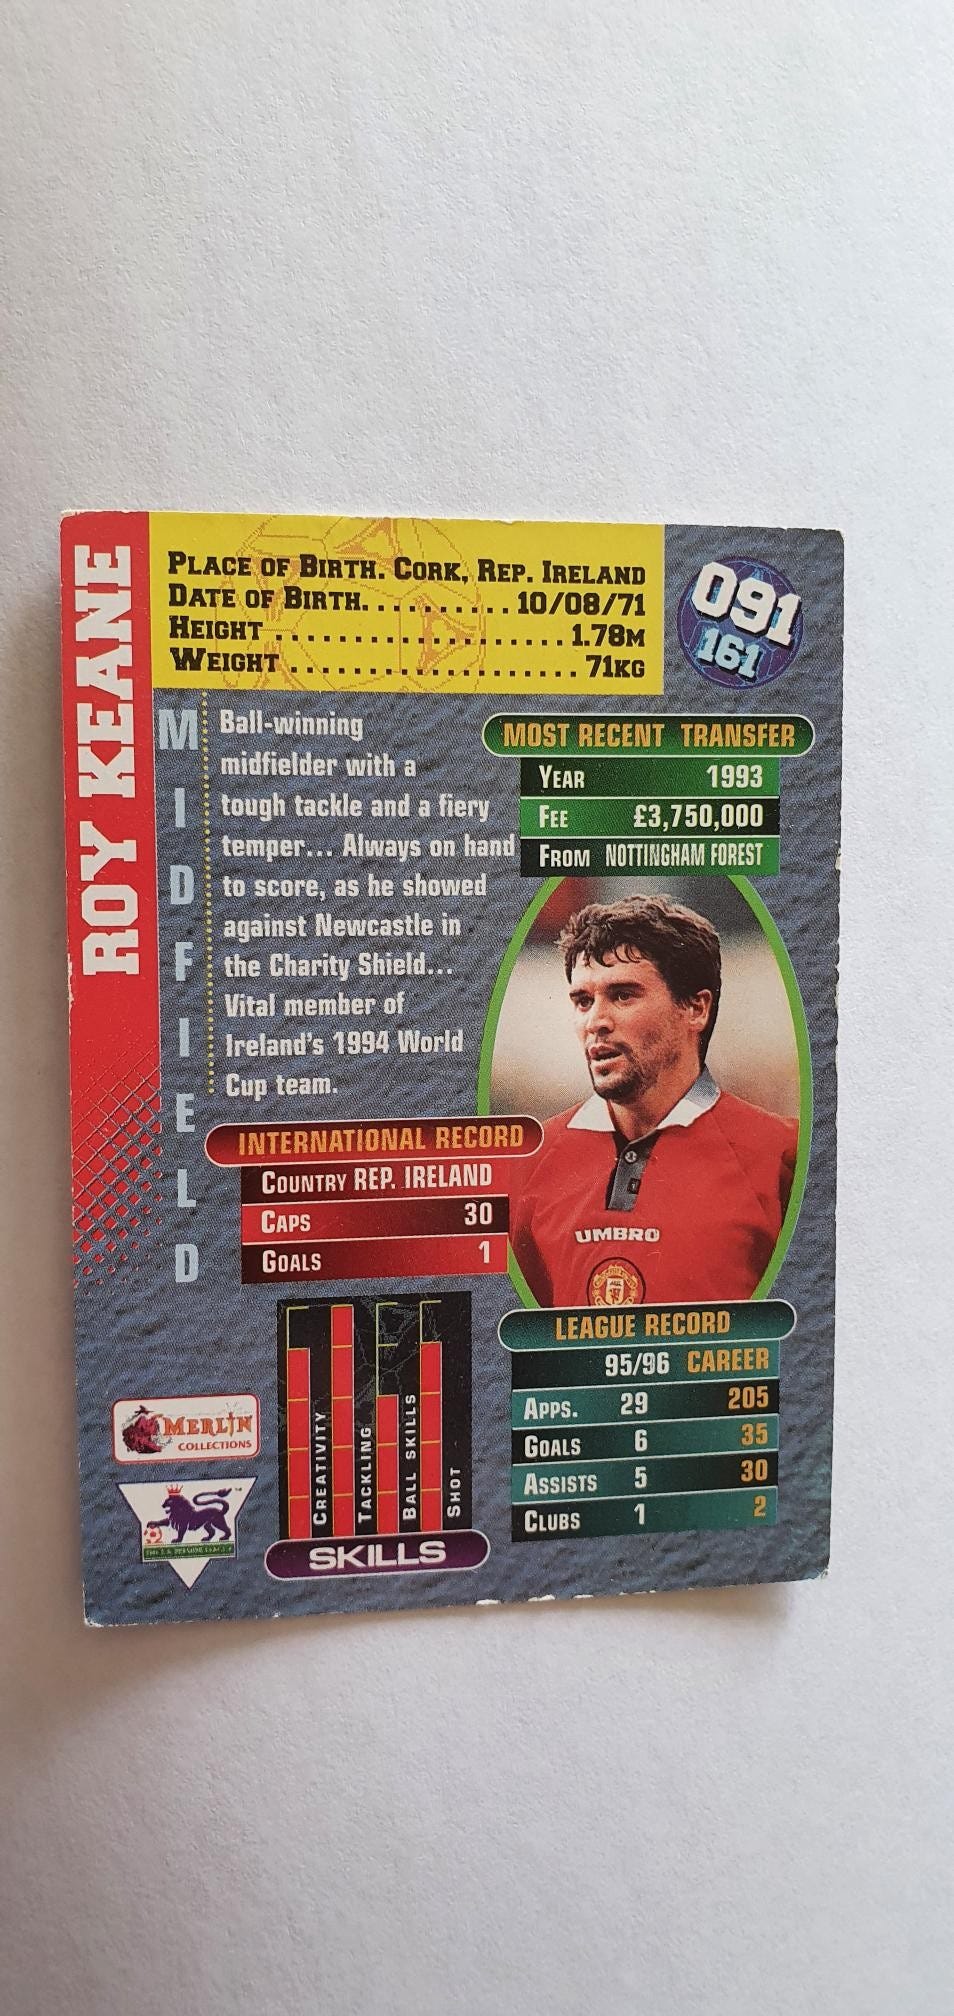 ROY KEANE
PLACE OF BIRTH. CORK, REP. IRELAND
DATE OF BIRTH..........10/08/71
HEIGHT ....................1.78M
WEIGHT ....................71KG
091
161
MIDFIELD
Ball-winning
midfielder with a
tough tackle and a fiery
temper... Always on hand
to score, as he showed
against Newcastle in
the Charity Shield...
Vital member of
Ireland's 1994 World
Cup team.
MOST RECENT TRANSFER
YEAR 1993
FEE £3,750,000
FROM NOTTINGHAM FOREST
UMBRO
INTERNATIONAL RECORD
COUNTRY REP. IRELAND
CAPS 30
GOALS 1
CREATIVITY
TACKLING
BALL SKILLS
SHOT
SKILLS
LEAGUE RECORD
95/96 CAREER
APPS. 29 205
GOALS 6 35
ASSISTS 5 30
CLUBS 1 2
MERLIN
COLLECTIONS